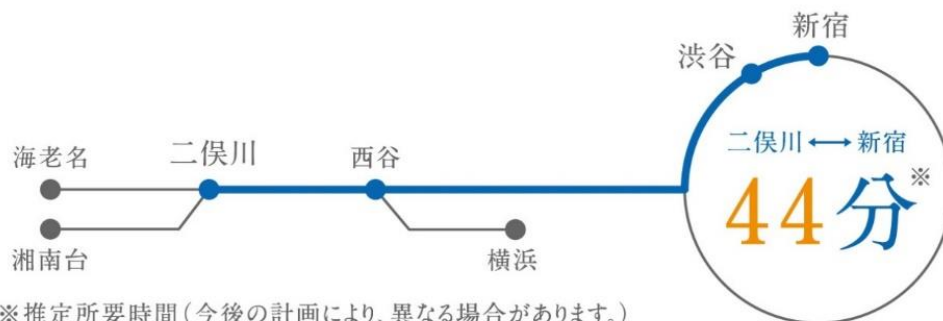 新宿
渋谷
海老名
二俣川
西谷
二俣川⟷新宿
44分※
湘南台
横浜
※推定所要時間(今後の計画により、異なる場合があります。)